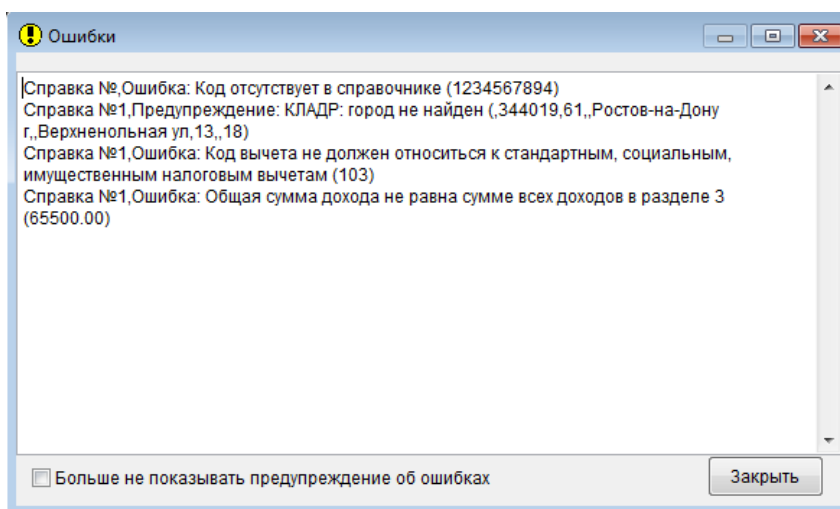 Ошибки
Справка №,Ошибка: Код отсутствует в справочнике (1234567894)
Справка №1,Предупреждение: КЛАДР: город не найден (,344019,61,,Ростов-на-Дону
г,,Верхненольная ул,13,,18)
Справка №1,Ошибка: Код вычета не должен относиться к стандартным, социальным,
имущественным налоговым вычетам (103)
Справка №1,Ошибка: Общая сумма дохода не равна сумме всех доходов в разделе 3
(65500.00)
Больше не показывать предупреждение об ошибках
Закрыть